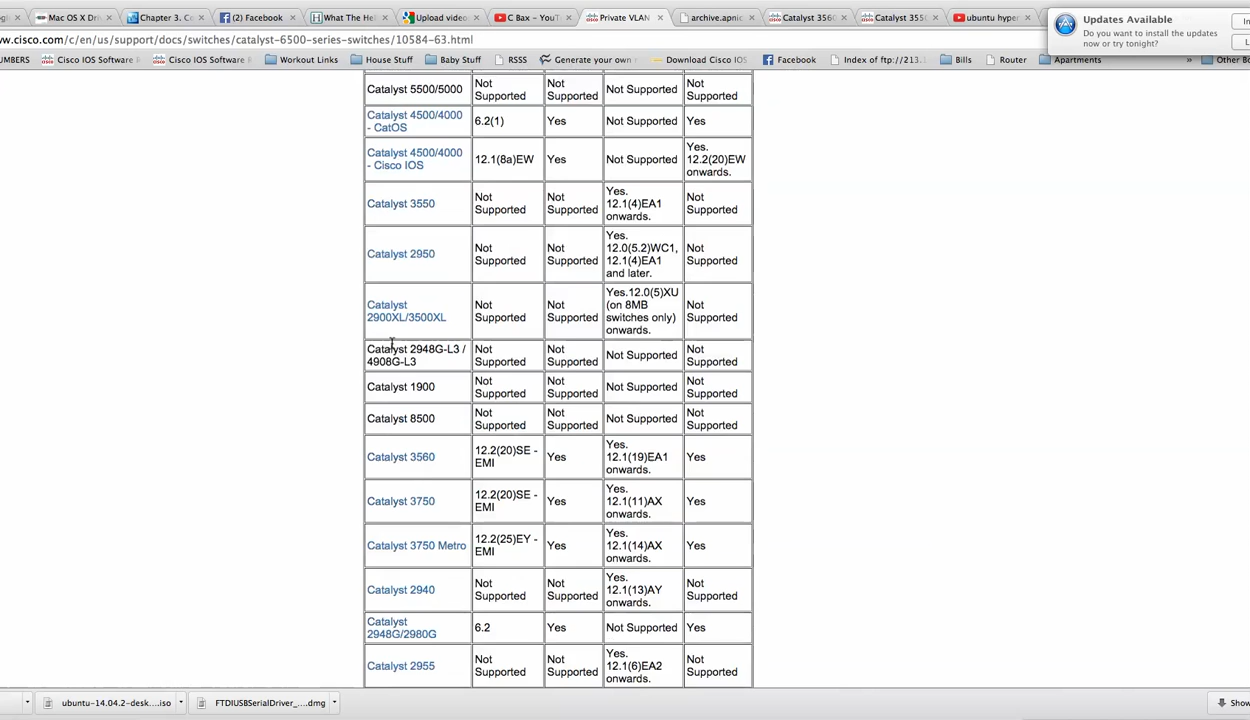 Mac OS X Dri
Chapter 3. Co
(2) Facebook
What The He
Upload video
C Bax - YouT
Private VLAN
archive.apnic
Catalyst 3560
Catalyst 3550
ubuntu hyper
Updates Available
Do you want to install the updates
now or try tonight?
ww.cisco.com/c/en/us/support/docs/switches/catalyst-6500-series-switches/10584-63.html
UMBERS
Cisco IOS Software
Cisco IOS Software
Workout Links
House Stuff
Baby Stuff
RSSS
Generate your own
Download Cisco IOS
Facebook
Index of ftp://213.
Bills
Router
Apartments
»
Other Bo
Catalyst 5500/5000
Not
Supported
Not
Supported
Not Supported
Not
Supported
Catalyst 4500/4000
- CatOS
6.2(1)
Yes
Not Supported
Yes
Catalyst 4500/4000
- Cisco IOS
12.1(8a)EW
Yes
Not Supported
Yes.
12.2(20)EW
onwards.
Catalyst 3550
Not
Supported
Not
Supported
Yes.
12.1(4)EA1
onwards.
Not
Supported
Catalyst 2950
Not
Supported
Not
Supported
Yes.
12.0(5.2)WC1,
12.1(4)EA1
and later.
Not
Supported
Catalyst
2900XL/3500XL
Not
Supported
Not
Supported
Yes.12.0(5)XU
(on 8MB
switches only)
onwards.
Not
Supported
Catalyst 2948G-L3 /
4908G-L3
Not
Supported
Not
Supported
Not Supported
Not
Supported
Catalyst 1900
Not
Supported
Not
Supported
Not Supported
Not
Supported
Catalyst 8500
Not
Supported
Not
Supported
Not Supported
Not
Supported
Catalyst 3560
12.2(20)SE -
EMI
Yes
Yes.
12.1(19)EA1
onwards.
Yes
Catalyst 3750
12.2(20)SE -
EMI
Yes
Yes.
12.1(11)AX
onwards.
Yes
Catalyst 3750 Metro
12.2(25)EY -
EMI
Yes
Yes.
12.1(14)AX
onwards.
Yes
Catalyst 2940
Not
Supported
Not
Supported
Yes.
12.1(13)AY
onwards.
Not
Supported
Catalyst
2948G/2980G
6.2
Yes
Not Supported
Yes
Catalyst 2955
Not
Supported
Not
Supported
Yes.
12.1(6)EA2
onwards.
Not
Supported
ubuntu-14.04.2-desk....iso
FTDIUSBSerialDriver_....dmg
Show